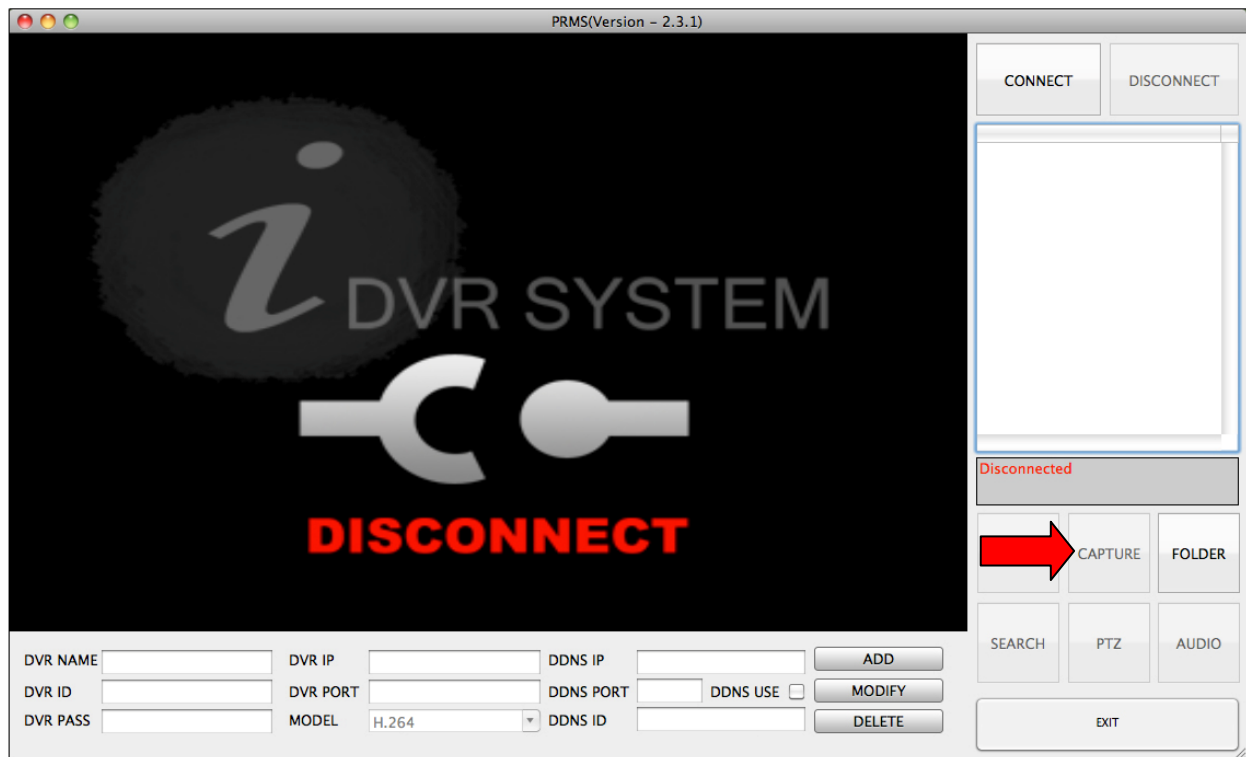 PRMS(Version - 2.3.1)
CONNECT
DISCONNECT
i DVR SYSTEM
DISCONNECT
Disconnected
CAPTURE
FOLDER
SEARCH
PTZ
AUDIO
DVR NAME
DVR IP
DDNS IP
ADD
DVR ID
DVR PORT
DDNS PORT
DDNS USE
MODIFY
DVR PASS
MODEL
H.264
DDNS ID
DELETE
EXIT